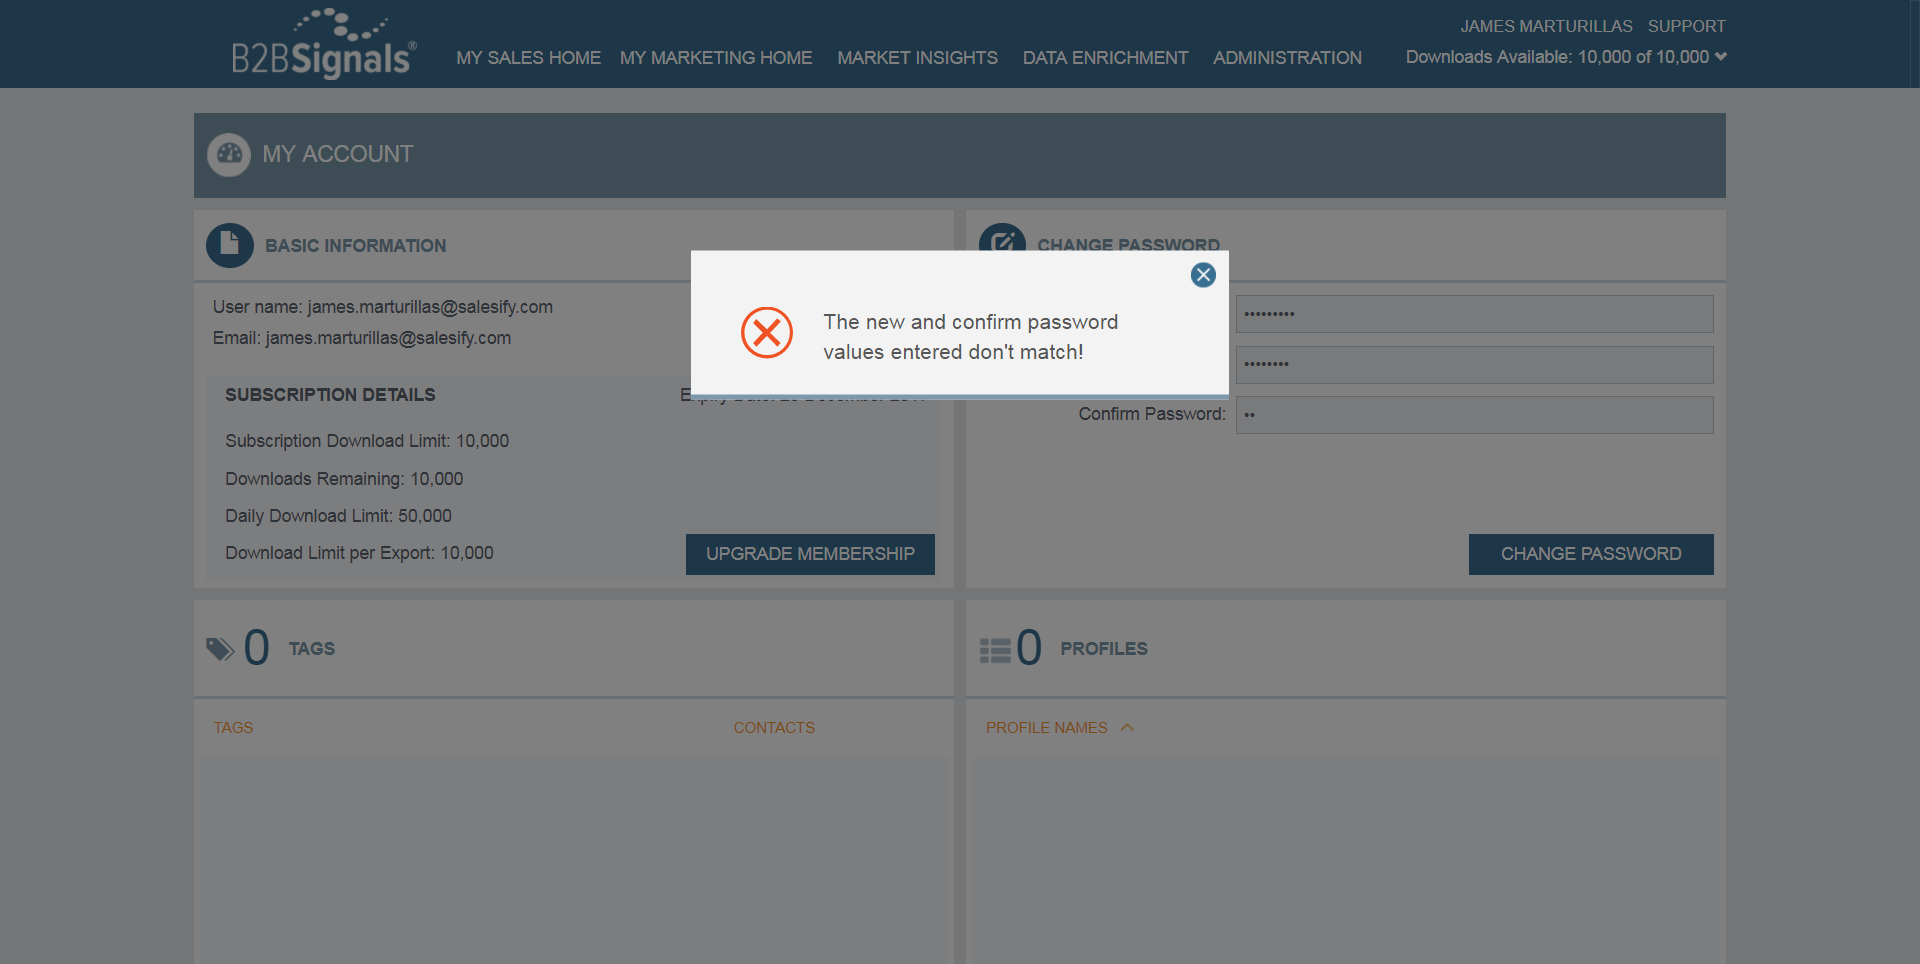 B2BSignals®
MY SALES HOME MY MARKETING HOME MARKET INSIGHTS DATA ENRICHMENT ADMINISTRATION
JAMES MARTURILLAS SUPPORT
Downloads Available: 10,000 of 10,000
MY ACCOUNT
BASIC INFORMATION
User name: james.marturillas@salesify.com
Email: james.marturillas@salesify.com
SUBSCRIPTION DETAILS
Subscription Download Limit: 10,000
Downloads Remaining: 10,000
Daily Download Limit: 50,000
Download Limit per Export: 10,000
UPGRADE MEMBERSHIP
CHANGE PASSWORD
The new and confirm password
values entered don't match!
•••••••••
••••••••
Confirm Password: ••
CHANGE PASSWORD
0 TAGS
TAGS CONTACTS
0 PROFILES
PROFILE NAMES